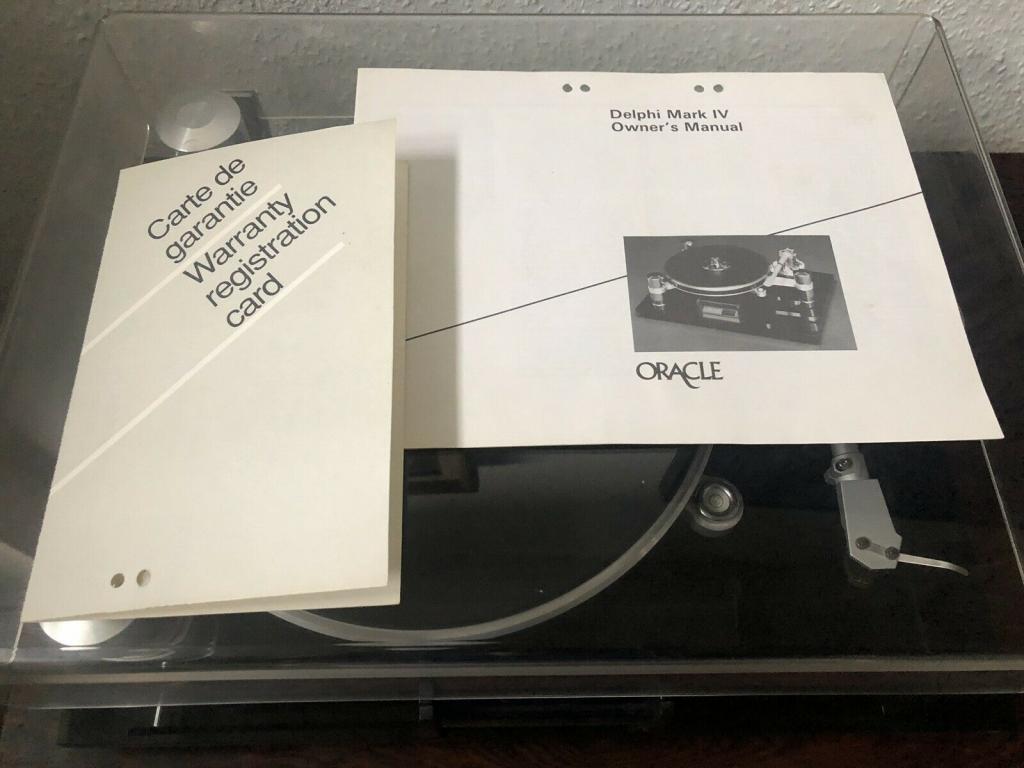 Carte de
garantie
Warranty
registration
card
Delphi Mark IV
Owner's Manual
ORACLE